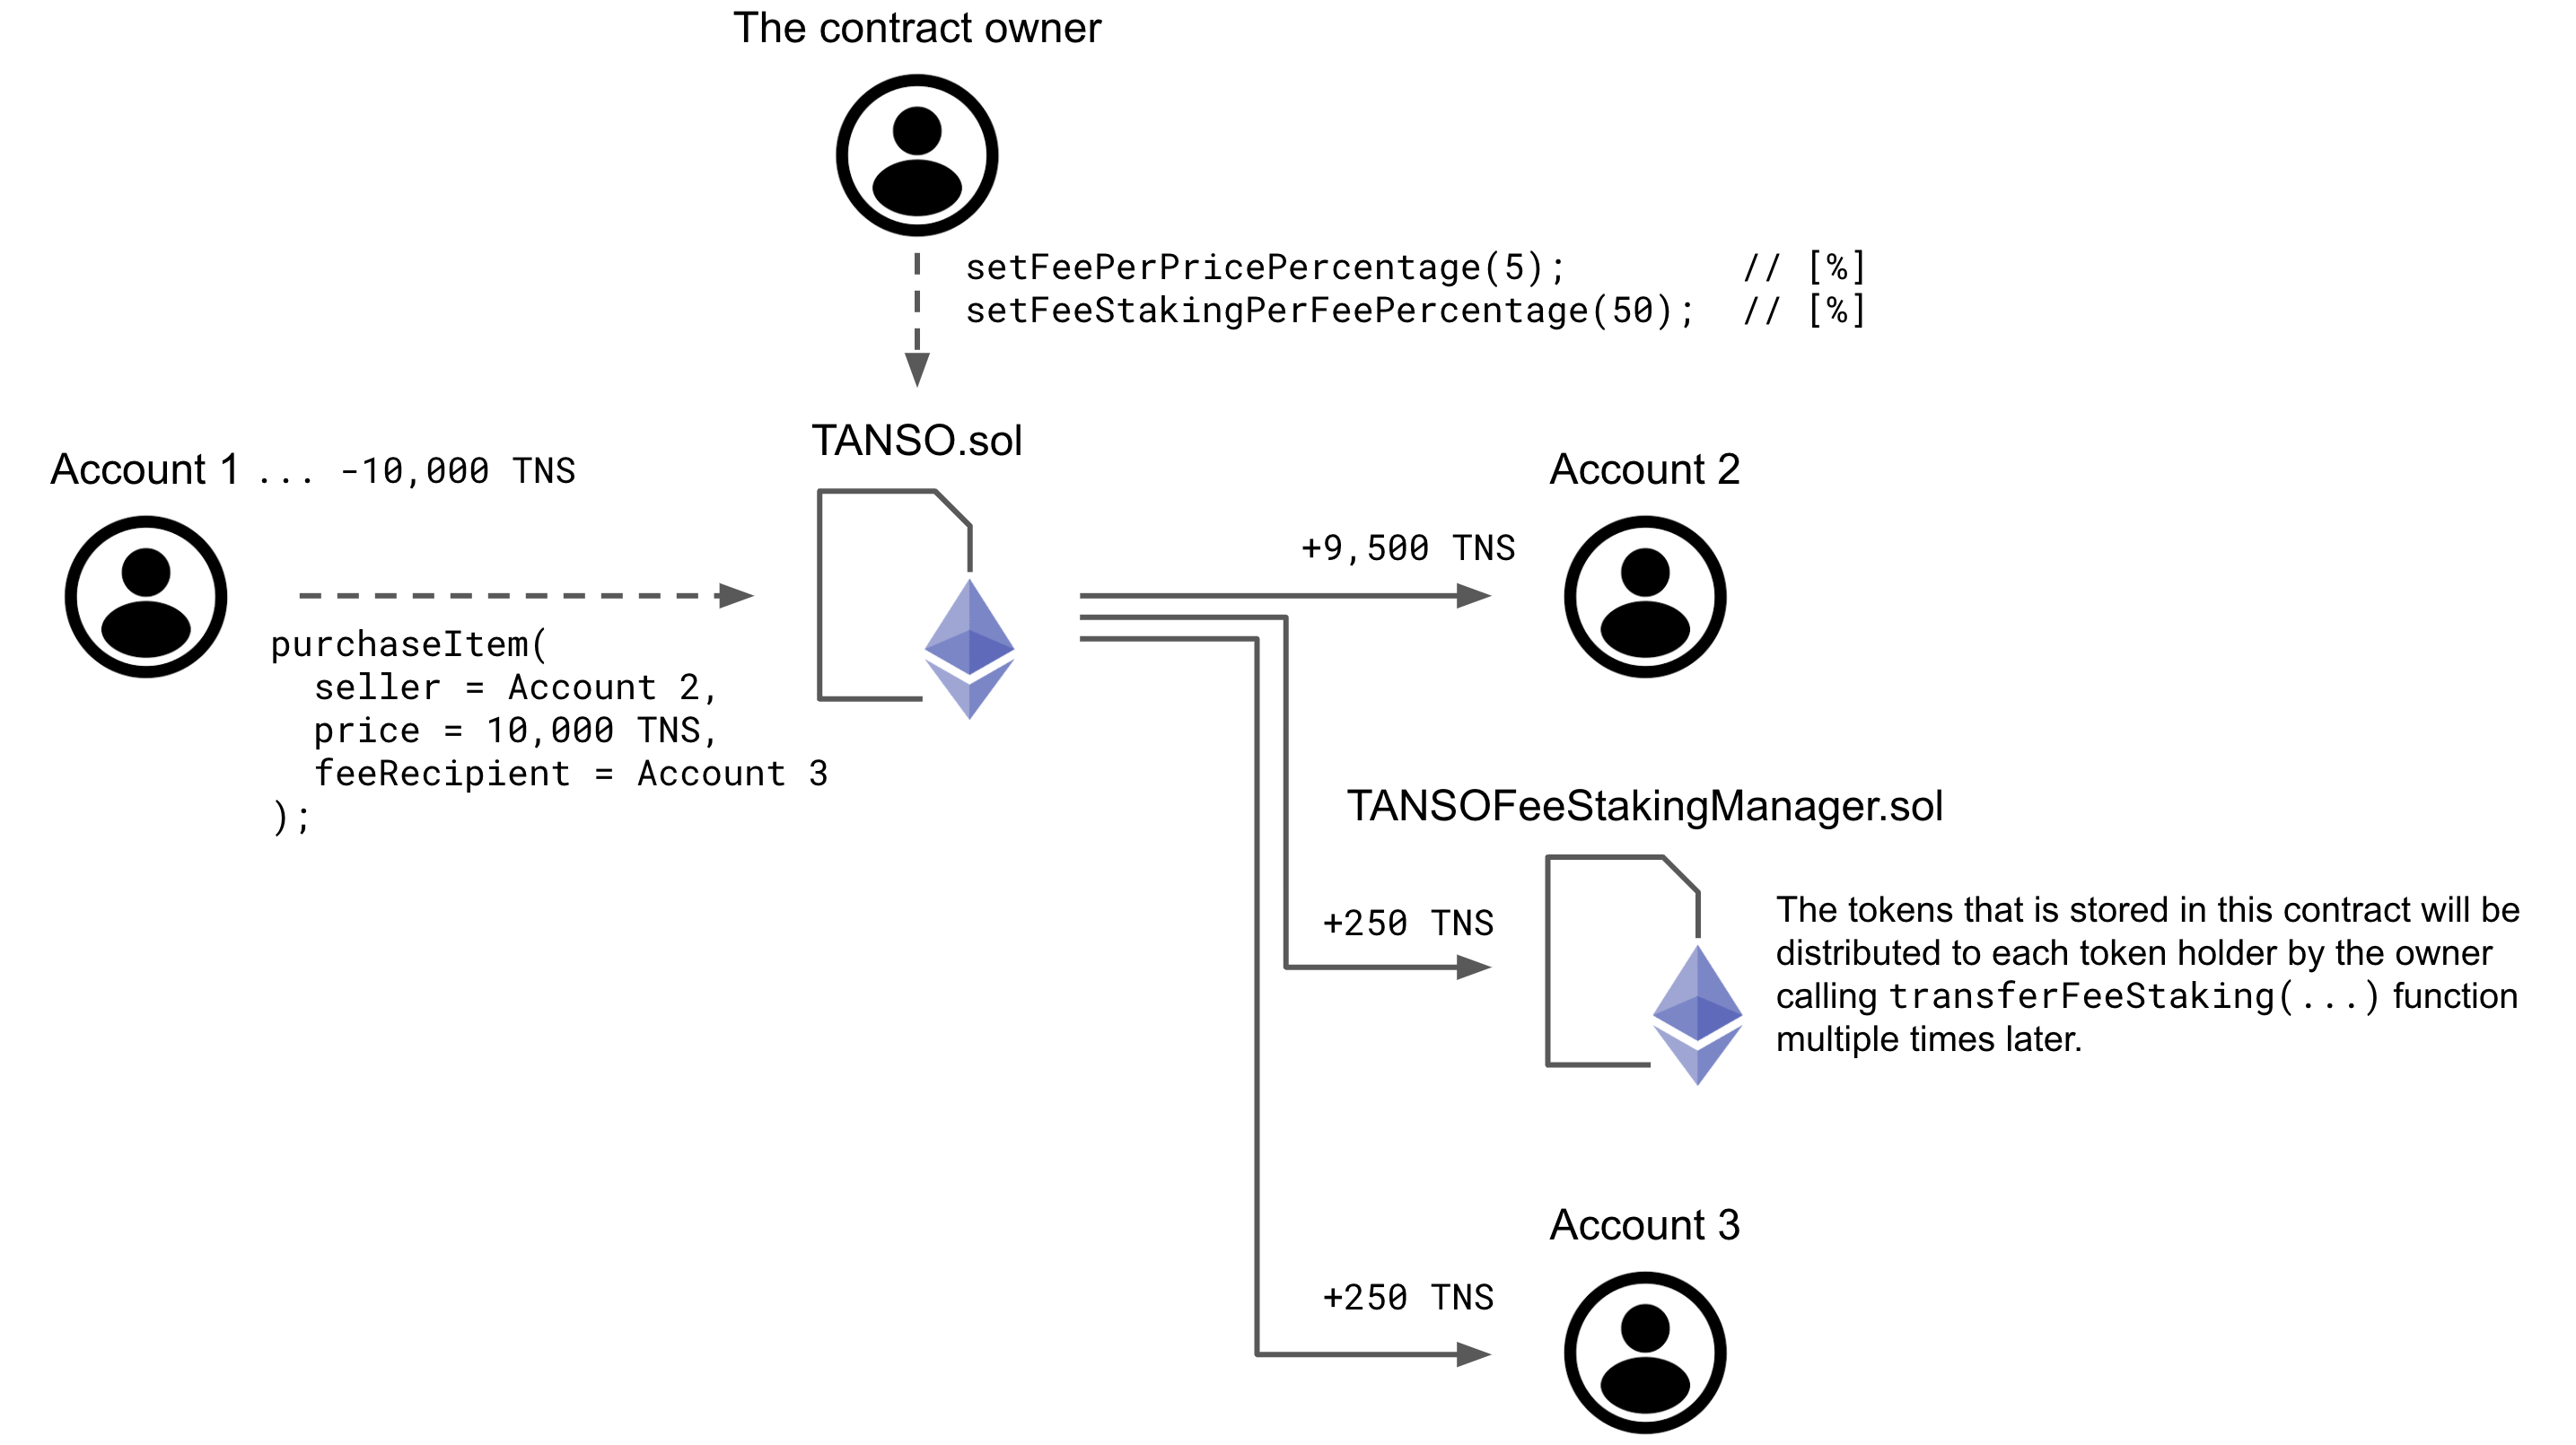 The contract owner
setFeePerPricePercentage(5); // [%]
setFeeStakingPerFeePercentage(50); // [%]
TANSO.sol
Account 1 ... -10,000 TNS
purchaseItem(
seller = Account 2,
price = 10,000 TNS,
feeRecipient = Account 3
);
Account 2
+9,500 TNS
TANSOFeeStakingManager.sol
+250 TNS
The tokens that is stored in this contract will be
distributed to each token holder by the owner
calling transferFeeStaking(...) function
multiple times later.
Account 3
+250 TNS